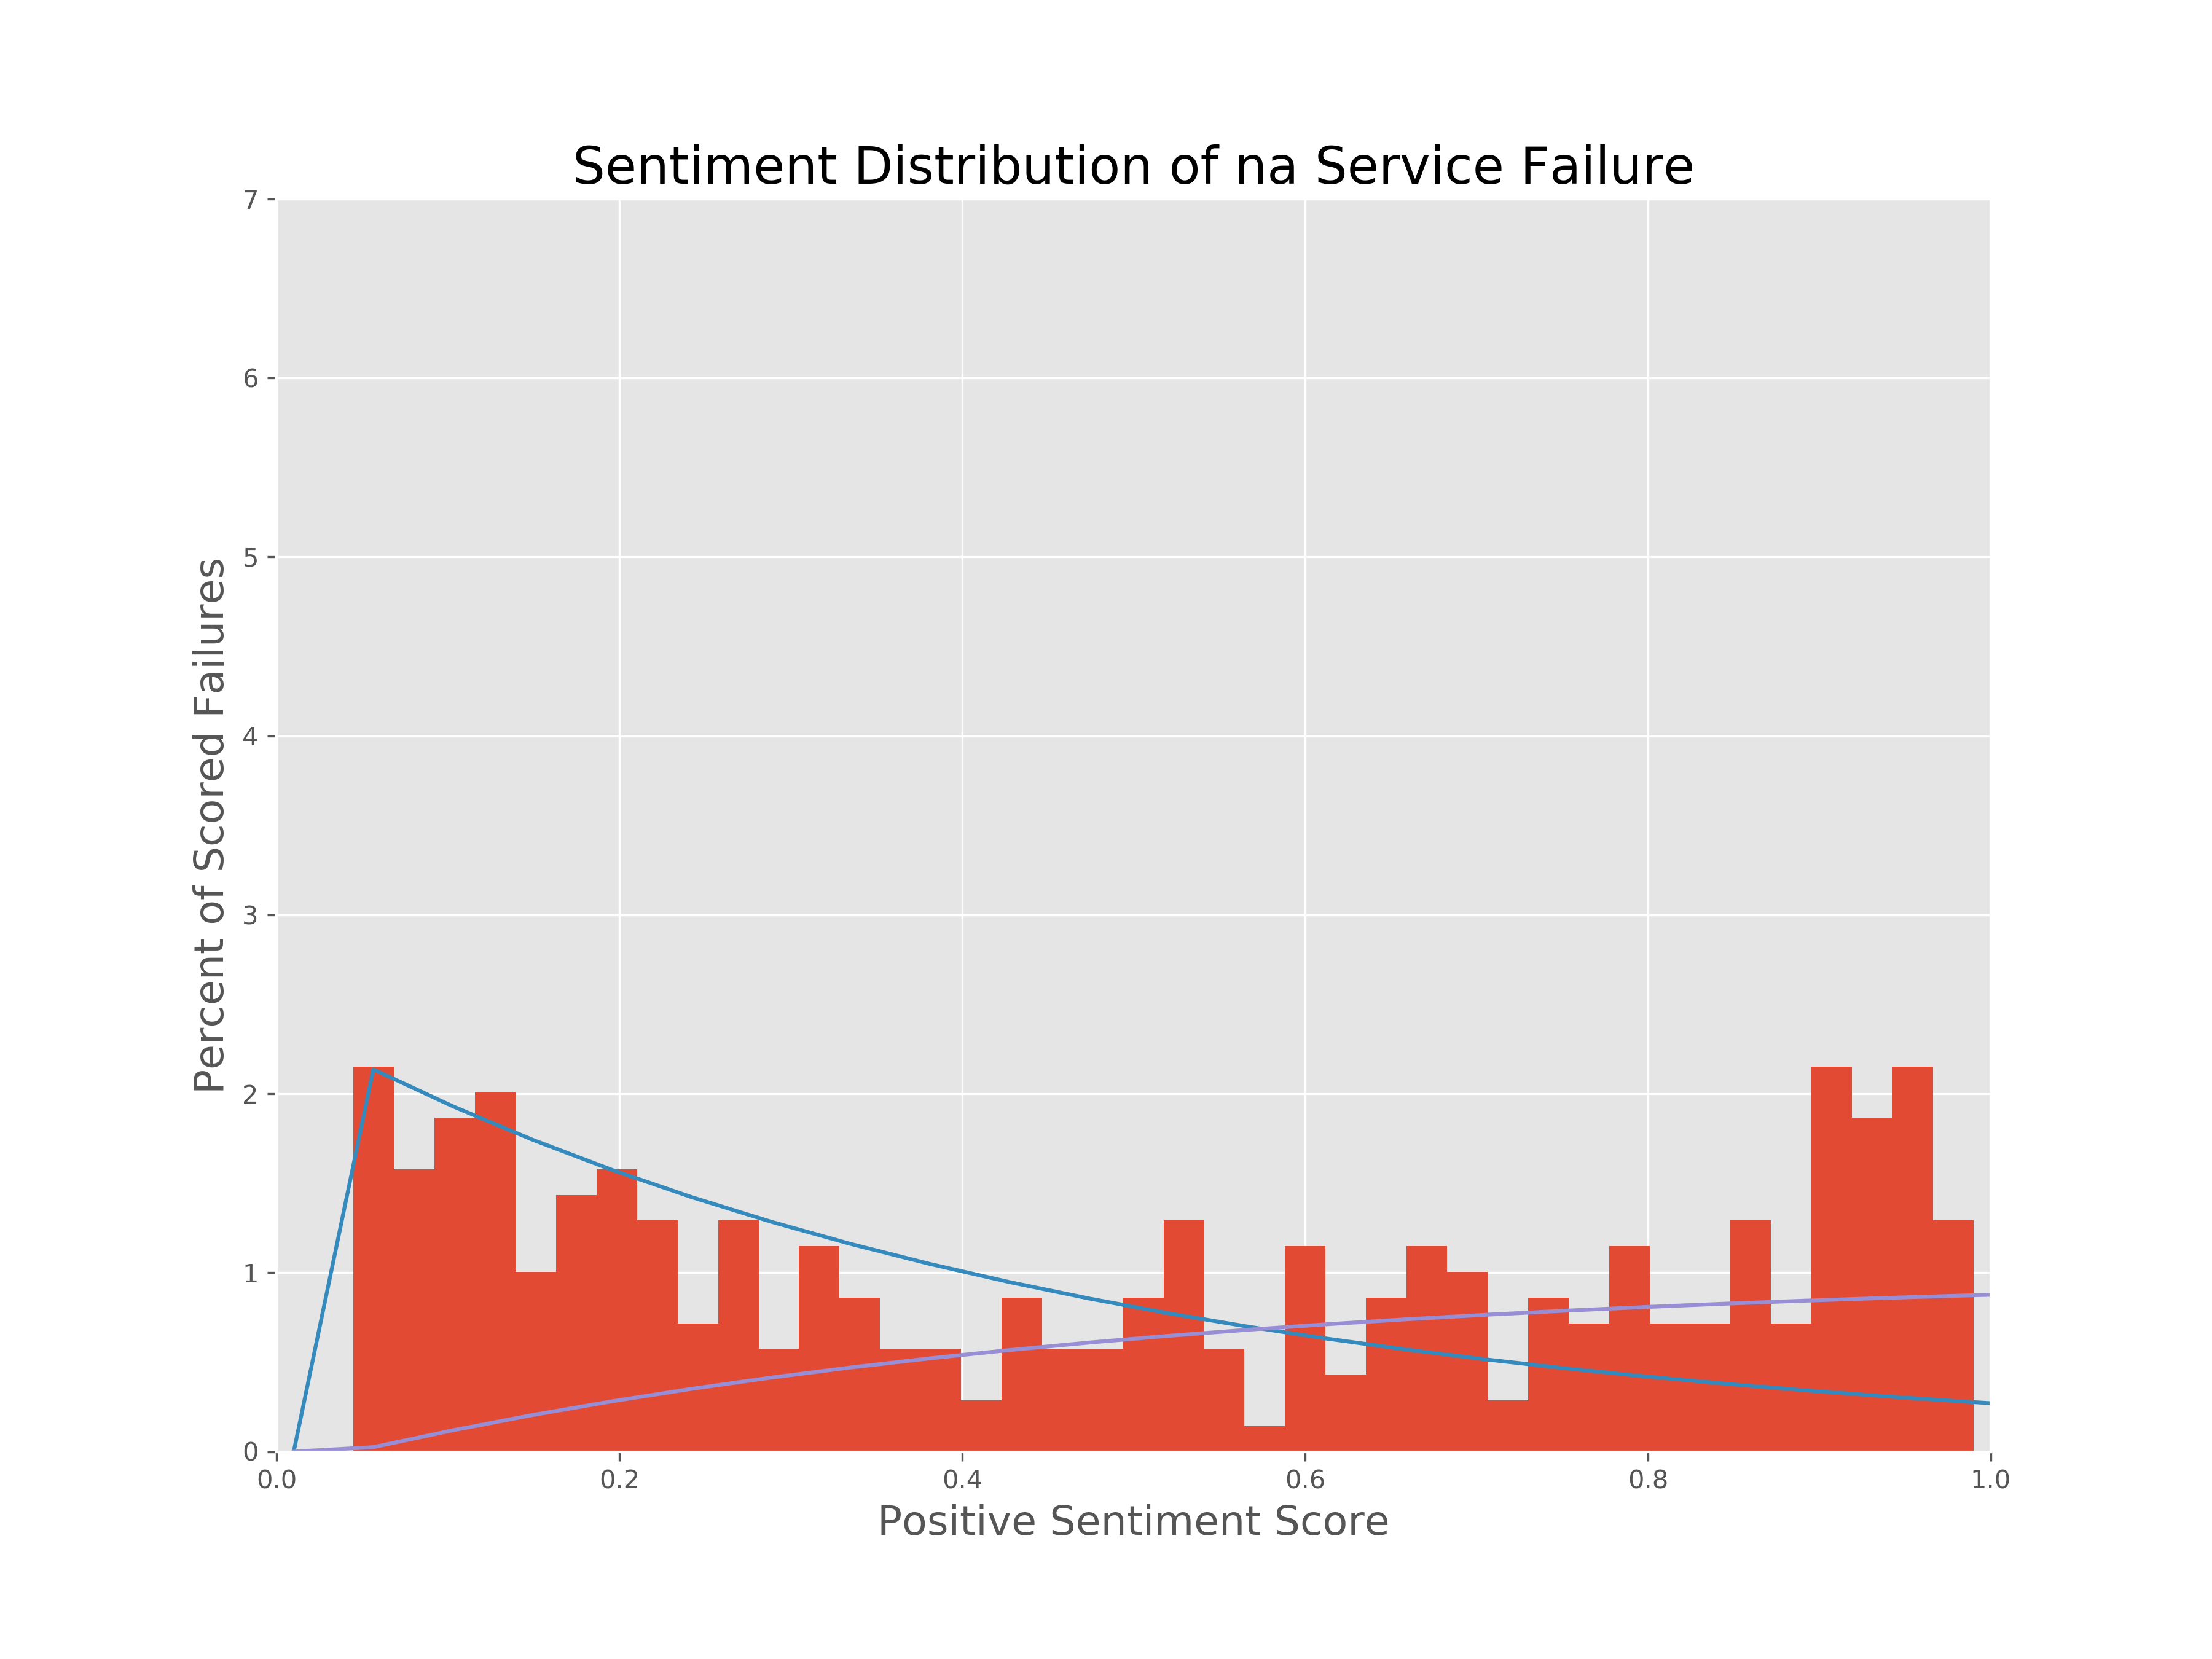 Sentiment Distribution of na Service Failure
Percent of Scored Failures
7
6
5
4
3
2
1
0
0.0 0.2 0.4 0.6 0.8 1.0
Positive Sentiment Score